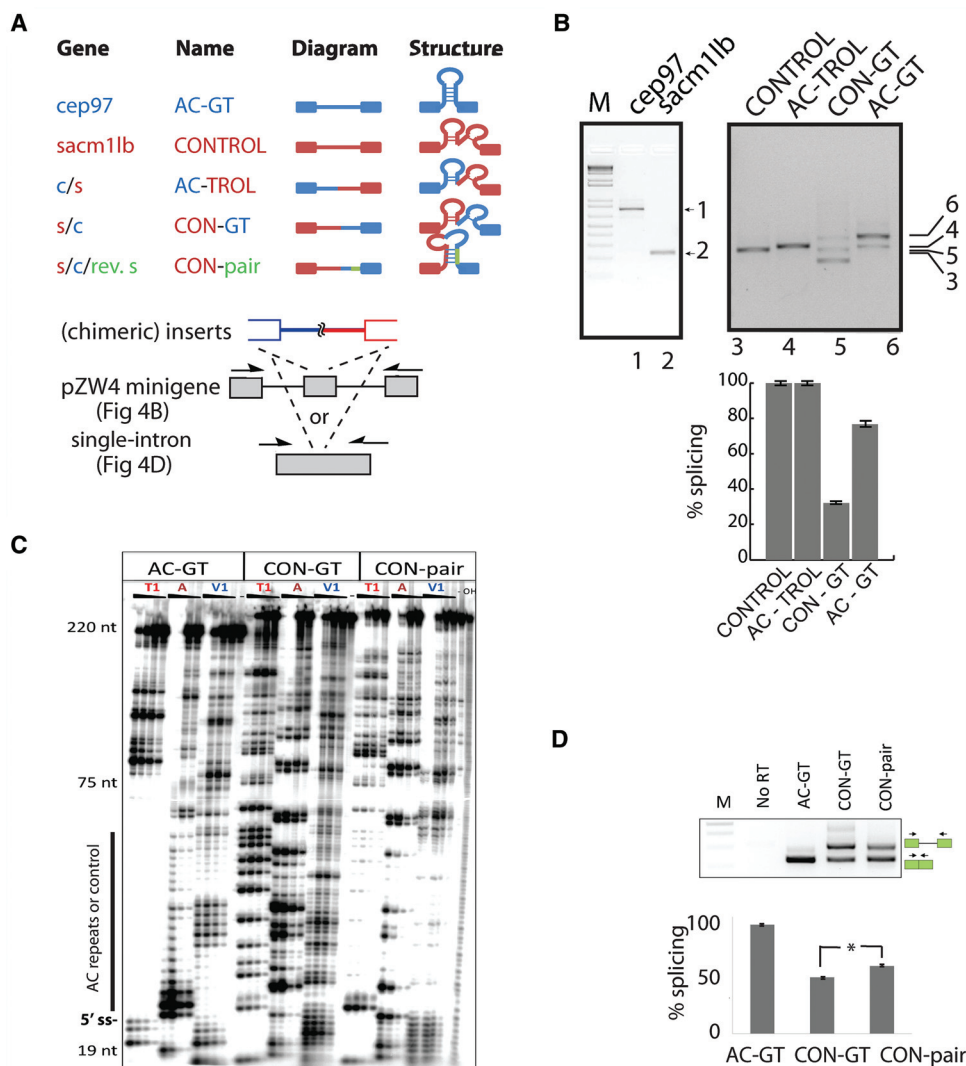 A
Gene Name Diagram Structure
cep97 AC-GT
sacm1lb CONTROL
c/s AC-TROL
s/c CON-GT
s/c/rev. s CON-pair
(chimeric) inserts
pZW4 minigene
(Fig 4B)
or
single-intron
(Fig 4D)
B
M cep97 sacm1lb
1
2
1 2
CONTROL AC-TROL CON-GT AC-GT
6
4
5
3
3 4 5 6
% splicing
100
80
60
40
20
0
CONTROL AC - TROL CON - GT AC - GT
C
AC-GT CON-GT CON-pair
T1 A V1 - T1 A V1 - T1 A V1 - OH
220 nt
75 nt
AC repeats or control
5' ss-
19 nt
D
M No RT AC-GT CON-GT CON-pair
% splicing
100
50
0
*
AC-GT CON-GT CON-pair